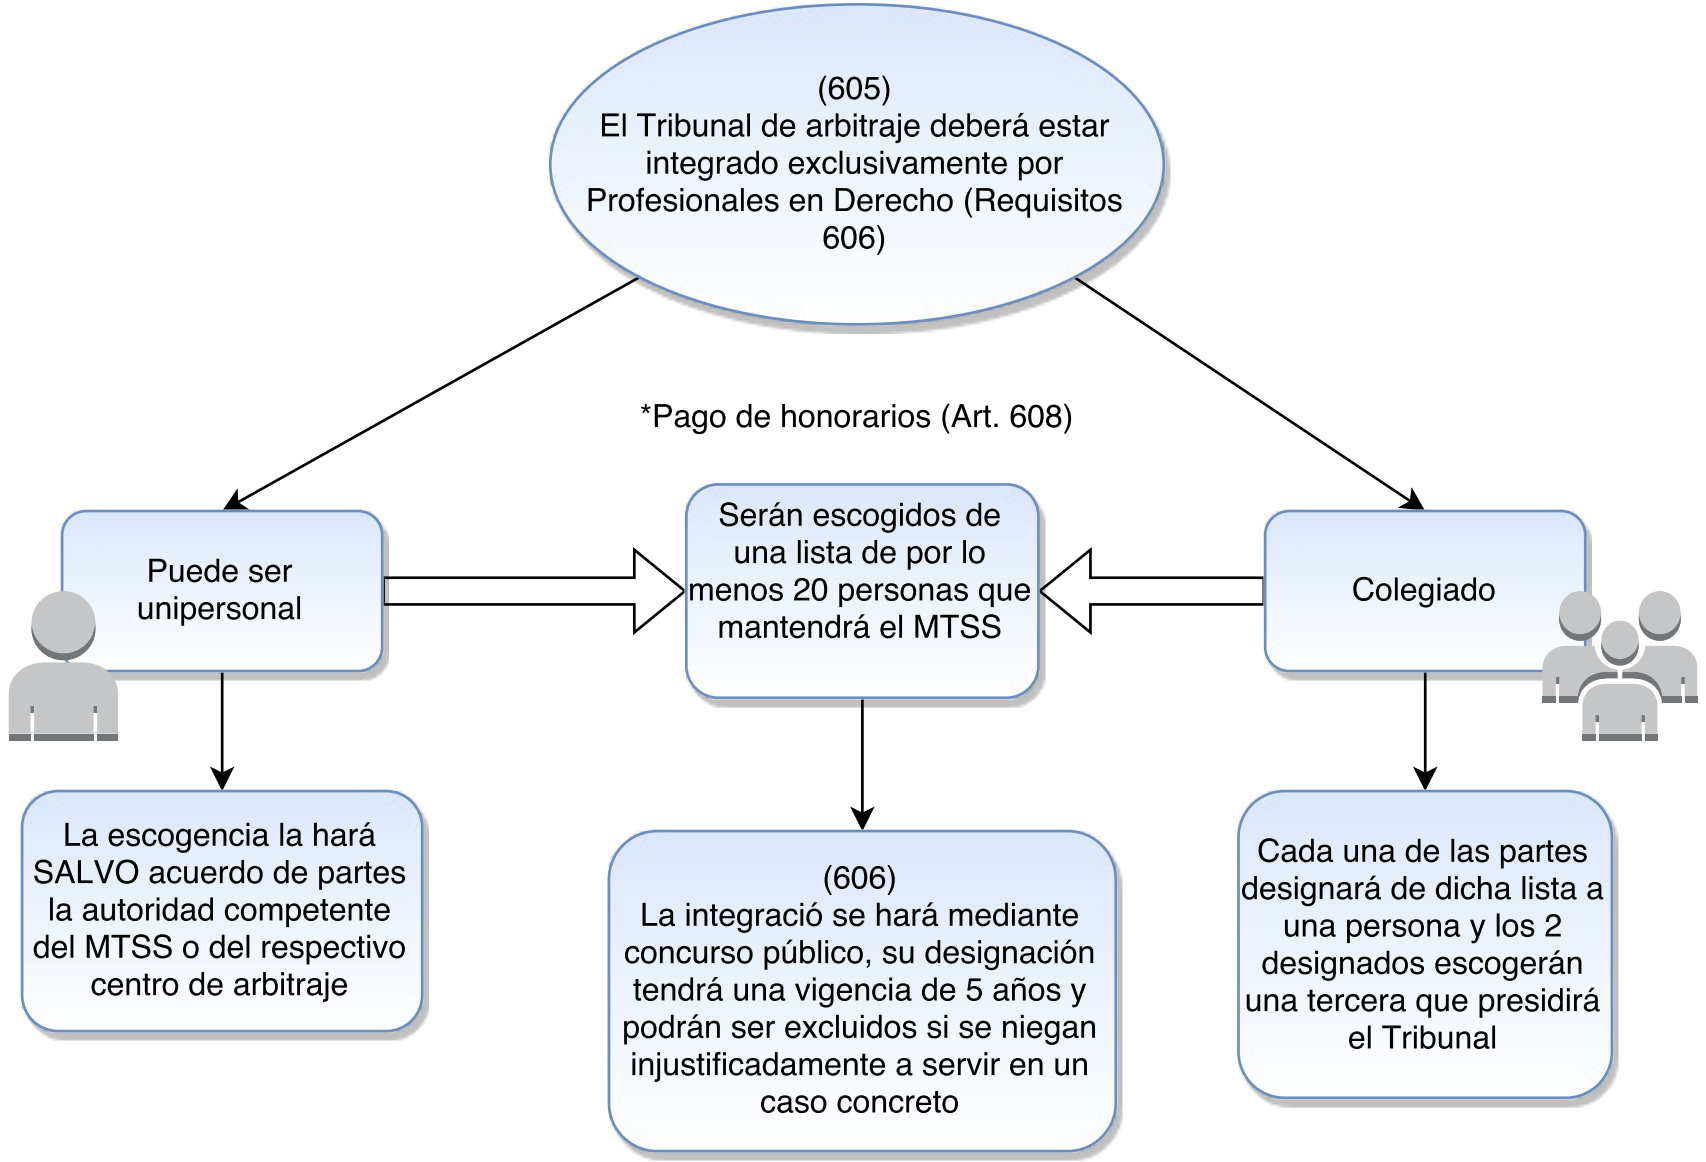 (605)
El Tribunal de arbitraje deberá estar
integrado exclusivamente por
Profesionales en Derecho (Requisitos
606)
*Pago de honorarios (Art. 608)
Puede ser
unipersonal
Serán escogidos de
una lista de por lo
menos 20 personas que
mantendrá el MTSS
Colegiado
La escogencia la hará
SALVO acuerdo de partes
la autoridad competente
del MTSS o del respectivo
centro de arbitraje
(606)
La integració se hará mediante
concurso público, su designación
tendrá una vigencia de 5 años y
podrán ser excluidos si se niegan
injustificadamente a servir en un
caso concreto
Cada una de las partes
designará de dicha lista a
una persona y los 2
designados escogerán
una tercera que presidirá
el Tribunal